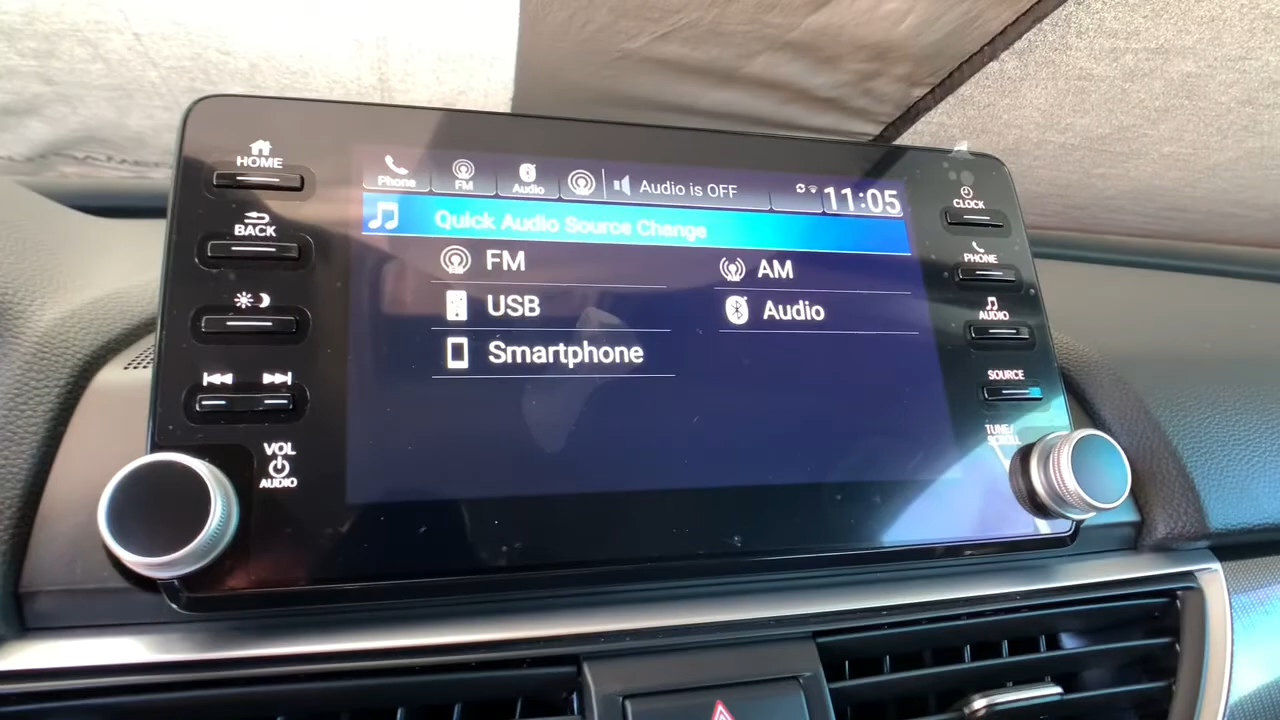 HOME
BACK
VOL
AUDIO
Phone
FM
Audio
Audio is OFF
11:05
Quick Audio Source Change
FM
AM
USB
Audio
Smartphone
CLOCK
PHONE
AUDIO
SOURCE
TUNE/
SCROLL